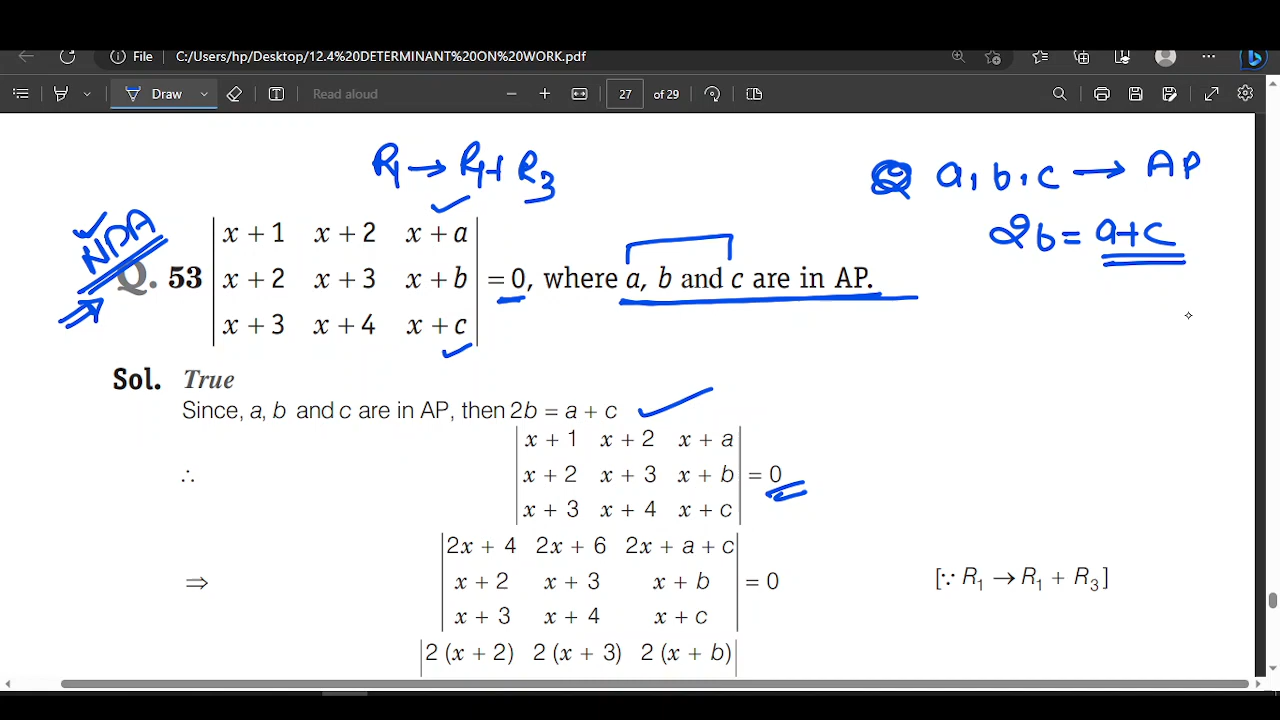 File C:/Users/hp/Desktop/12.4%20DETERMINANT%20ON%20WORK.pdf
Draw Read aloud 27 of 29
R₁ → R₁+R₃
Q a, b, c → AP
2b = a+c
NDA
Q. 53 | x + 1 x + 2 x + a |
| x + 2 x + 3 x + b | = 0, where a, b and c are in AP.
| x + 3 x + 4 x + c |
Sol. True
Since, a, b and c are in AP, then 2b = a + c
| x + 1 x + 2 x + a |
∴ | x + 2 x + 3 x + b | = 0
| x + 3 x + 4 x + c |
| 2x + 4 2x + 6 2x + a + c |
⇒ | x + 2 x + 3 x + b | = 0 [∵ R₁ → R₁ + R₃]
| x + 3 x + 4 x + c |
| 2 (x + 2) 2 (x + 3) 2 (x + b) |